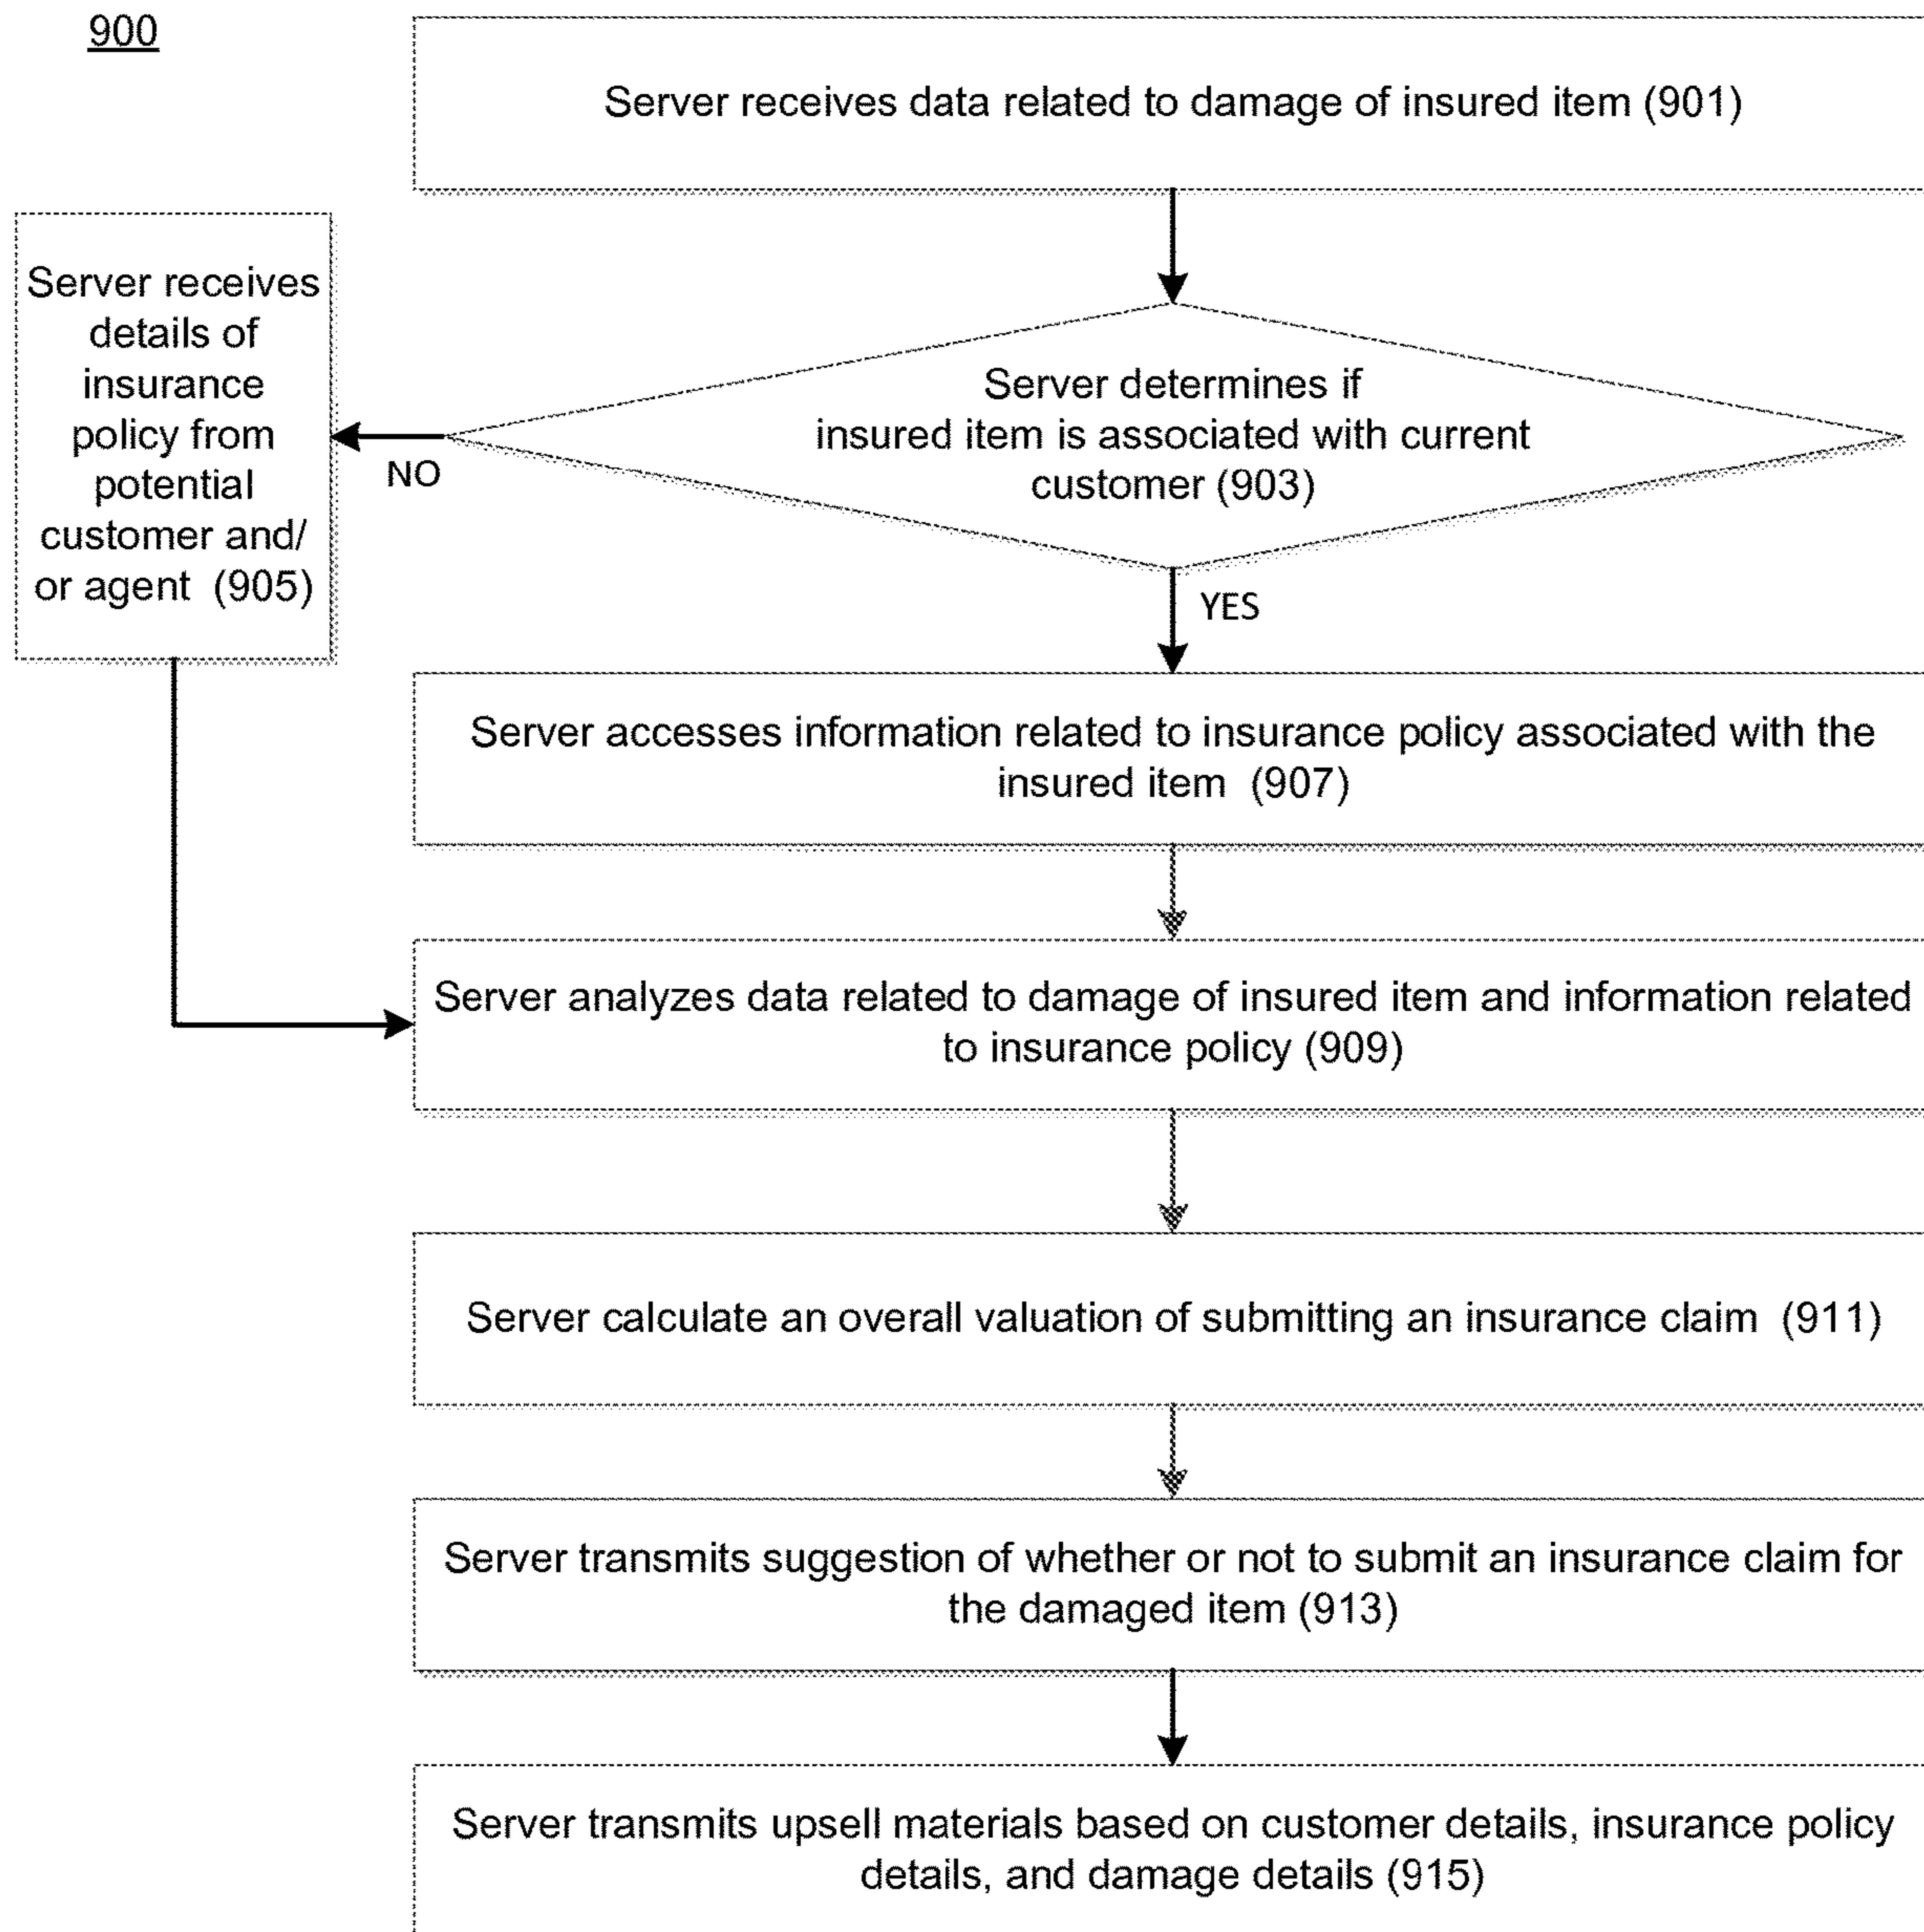 900
Server receives data related to damage of insured item (901)
Server determines if
insured item is associated with current
customer (903)
NO
YES
Server receives
details of
insurance
policy from
potential
customer and/
or agent (905)
Server accesses information related to insurance policy associated with the
insured item (907)
Server analyzes data related to damage of insured item and information related
to insurance policy (909)
Server calculate an overall valuation of submitting an insurance claim (911)
Server transmits suggestion of whether or not to submit an insurance claim for
the damaged item (913)
Server transmits upsell materials based on customer details, insurance policy
details, and damage details (915)